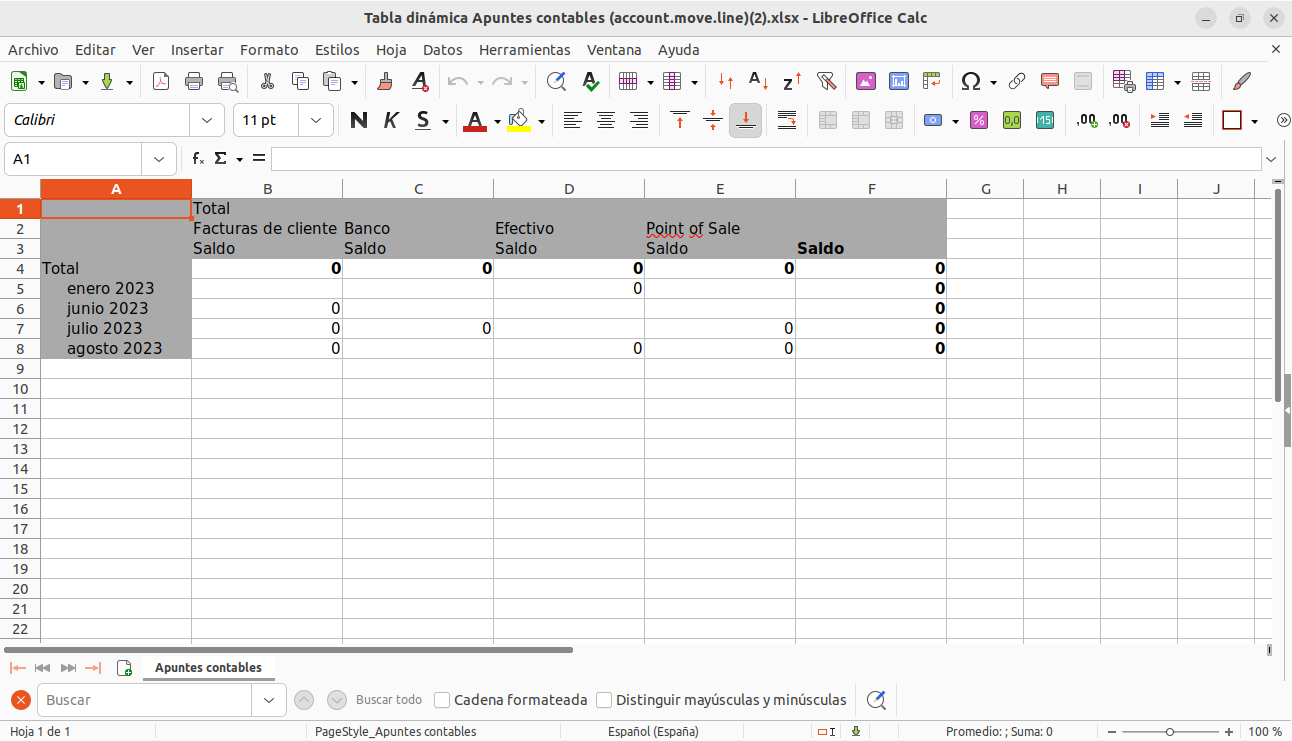 Tabla dinámica Apuntes contables (account.move.line)(2).xlsx - LibreOffice Calc
Archivo Editar Ver Insertar Formato Estilos Hoja Datos Herramientas Ventana Ayuda
Calibri 11 pt N K S A
A1 fx Σ =
A B C D E F G H I J
1 Total
2 Facturas de cliente Banco Efectivo Point of Sale
3 Saldo Saldo Saldo Saldo Saldo
4 Total 0 0 0 0 0
5 enero 2023 0 0
6 junio 2023 0 0
7 julio 2023 0 0 0 0
8 agosto 2023 0 0 0 0
9
10
11
12
13
14
15
16
17
18
19
20
21
22
Apuntes contables
Buscar Buscar todo Cadena formateada Distinguir mayúsculas y minúsculas
Hoja 1 de 1 PageStyle_Apuntes contables Español (España) Promedio: ; Suma: 0 100 %